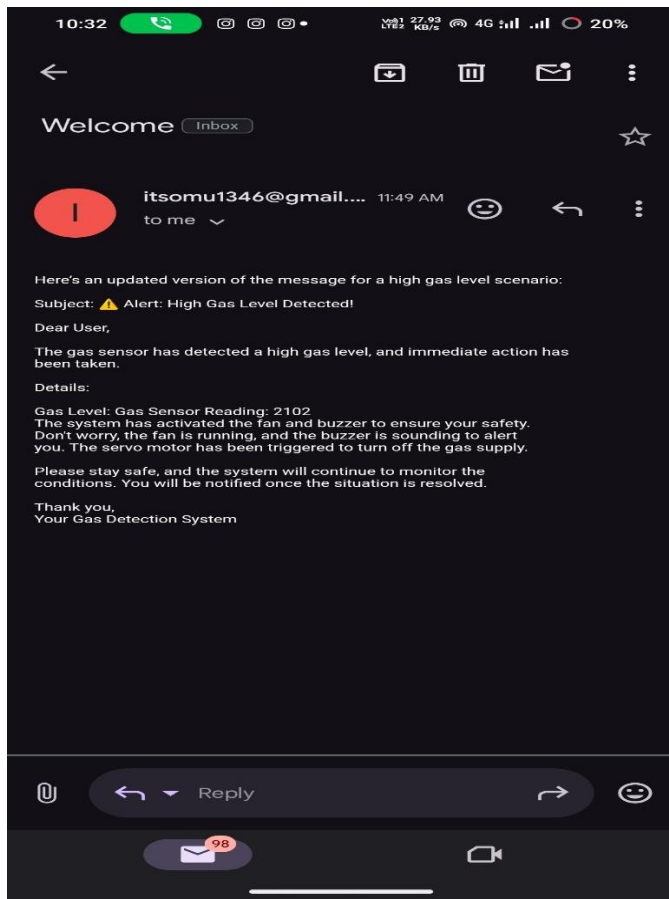 10:32 VoI) LTE2 27.93 KB/s 4G 20%
Welcome Inbox
I itsomu1346@gmail.... 11:49 AM
to me
Here's an updated version of the message for a high gas level scenario:
Subject: ⚠️ Alert: High Gas Level Detected!
Dear User,
The gas sensor has detected a high gas level, and immediate action has
been taken.
Details:
Gas Level: Gas Sensor Reading: 2102
The system has activated the fan and buzzer to ensure your safety.
Don't worry, the fan is running, and the buzzer is sounding to alert
you. The servo motor has been triggered to turn off the gas supply.
Please stay safe, and the system will continue to monitor the
conditions. You will be notified once the situation is resolved.
Thank you,
Your Gas Detection System
Reply
98